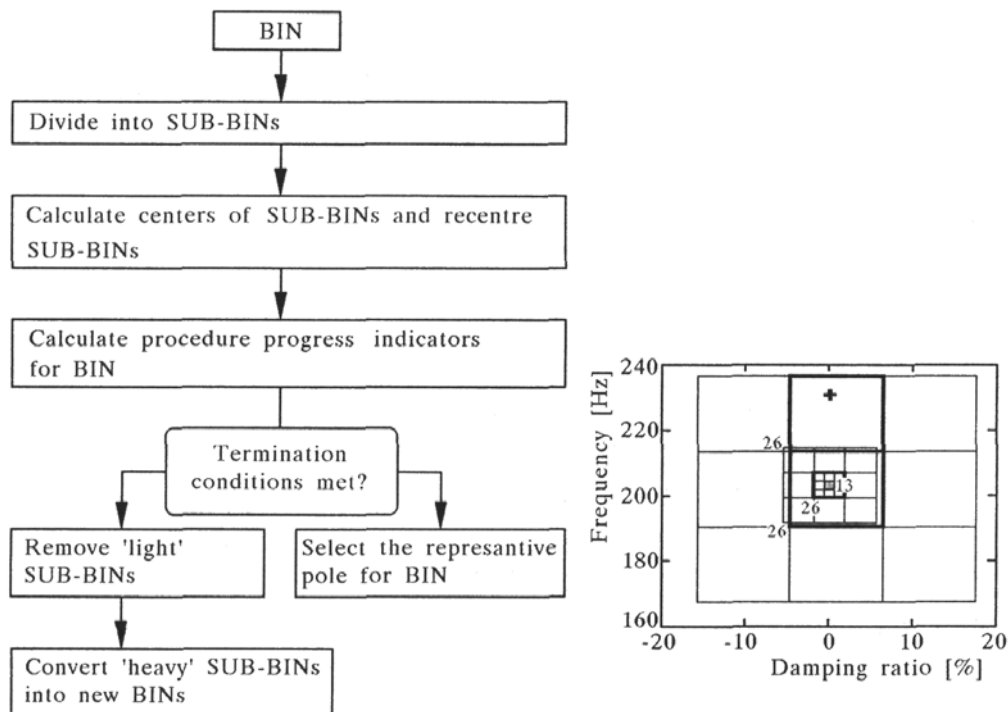 BIN
Divide into SUB-BINs
Calculate centers of SUB-BINs and recentre
SUB-BINs
Calculate procedure progress indicators
for BIN
Termination
conditions met?
Remove 'light'
SUB-BINs
Select the represantive
pole for BIN
Convert 'heavy' SUB-BINs
into new BINs
Frequency [Hz]
240
220
200
180
160
26
13
26
26
-20
-10
0
10
20
Damping ratio [%]